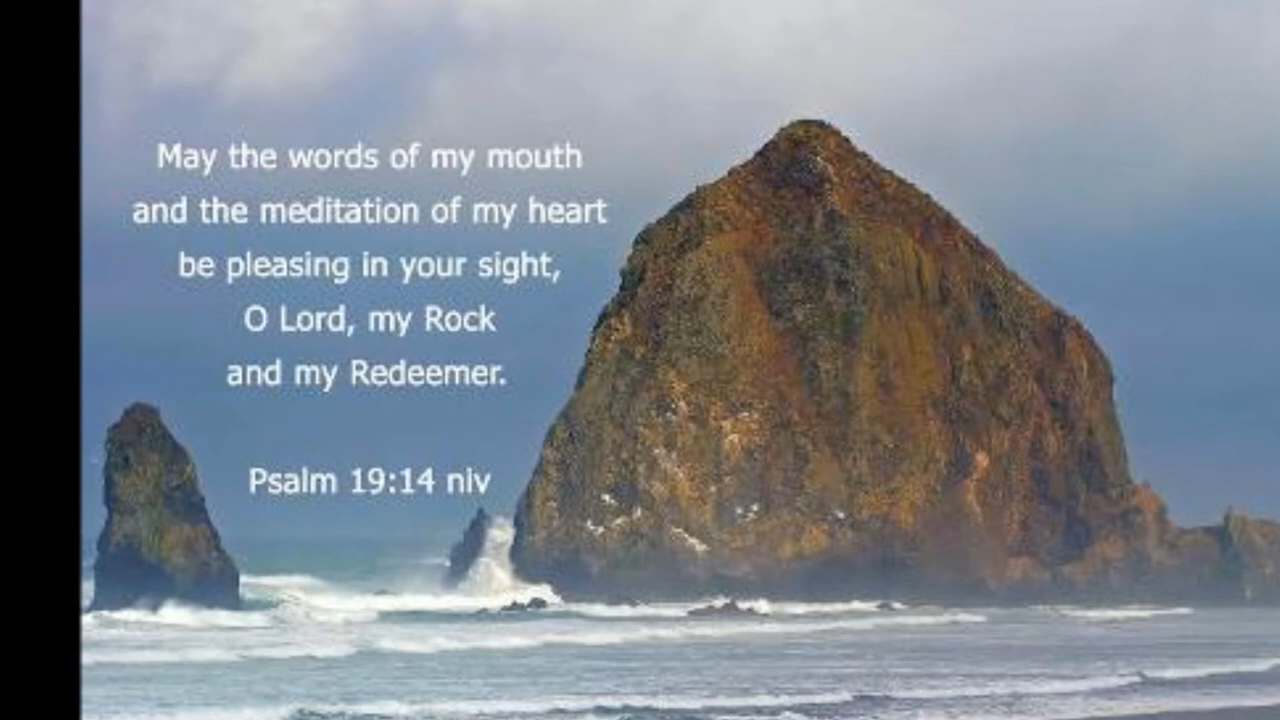 May the words of my mouth
and the meditation of my heart
be pleasing in your sight,
O Lord, my Rock
and my Redeemer.
Psalm 19:14 niv